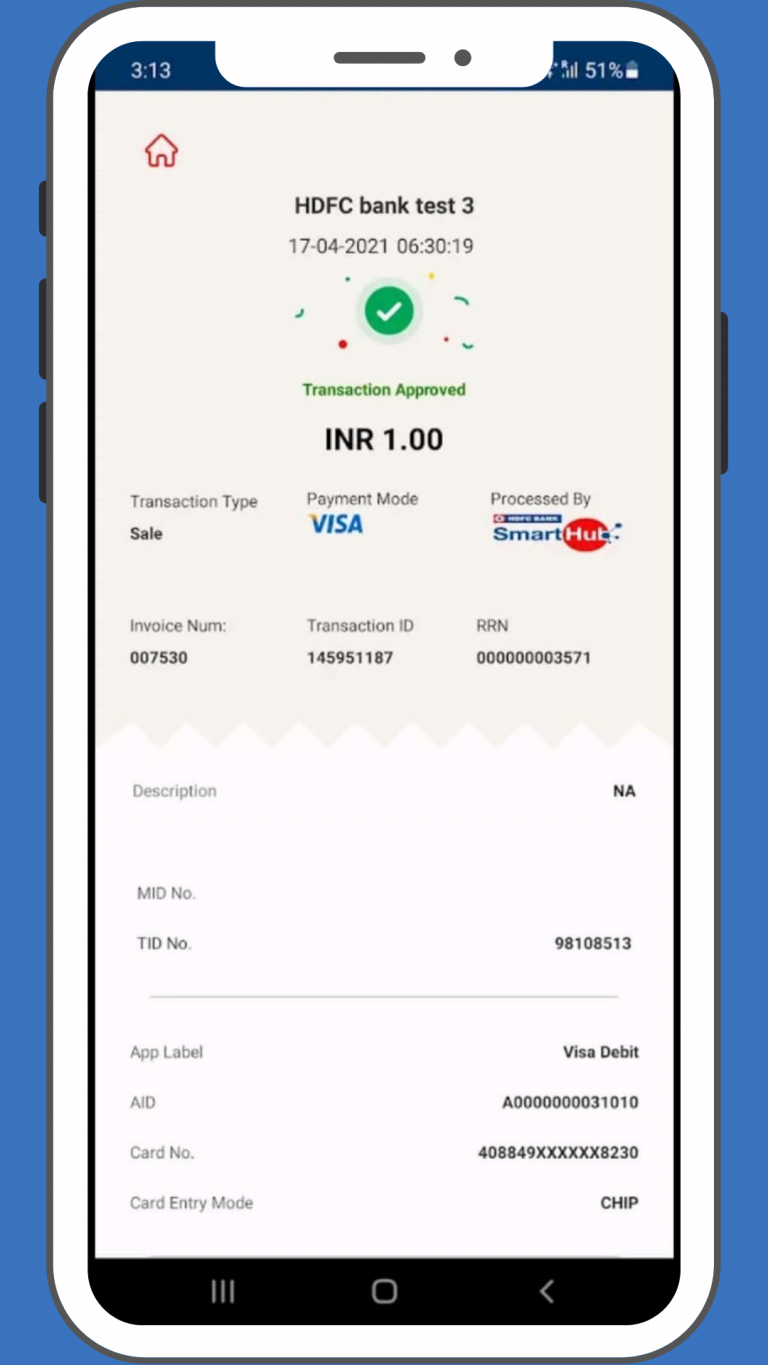 3:13
51%
HDFC bank test 3
17-04-2021 06:30:19
Transaction Approved
INR 1.00
Transaction Type
Payment Mode
Processed By
Sale
VISA
HDFC BANK
SmartHub
Invoice Num:
Transaction ID
RRN
007530
145951187
000000003571
Description NA
MID No.
TID No. 98108513
App Label Visa Debit
AID A0000000031010
Card No. 408849XXXXXX8230
Card Entry Mode CHIP